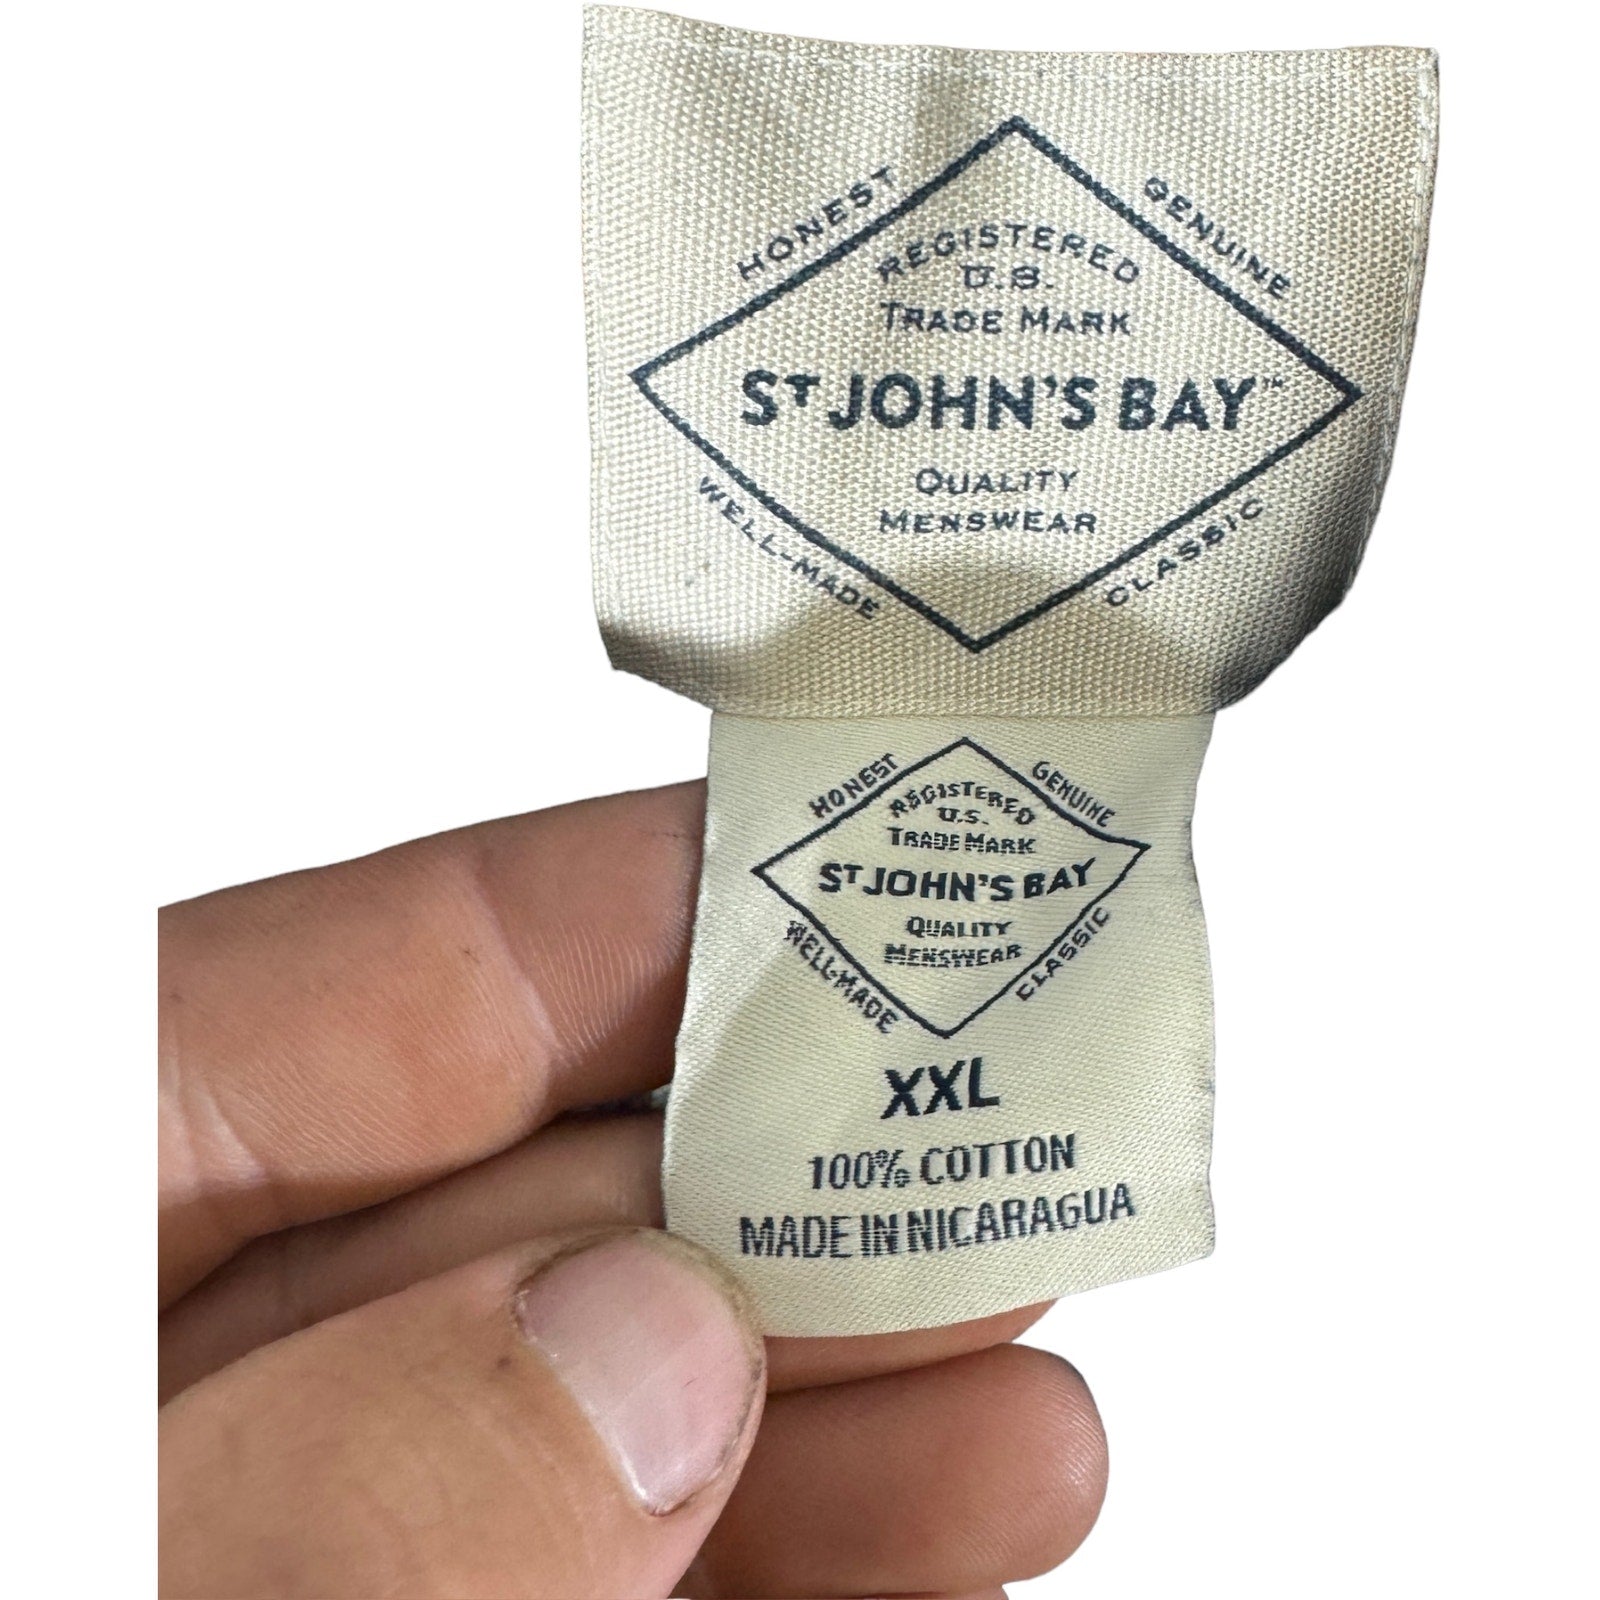 HONEST
GENUINE
REGISTERED
U.S.
TRADE MARK
ST JOHN'S BAY™
QUALITY
MENSWEAR
WELL-MADE
CLASSIC
HONEST
GENUINE
REGISTERED
U.S.
TRADE MARK
ST JOHN'S BAY
QUALITY
MENSWEAR
WELL-MADE
CLASSIC
XXL
100% COTTON
MADE IN NICARAGUA